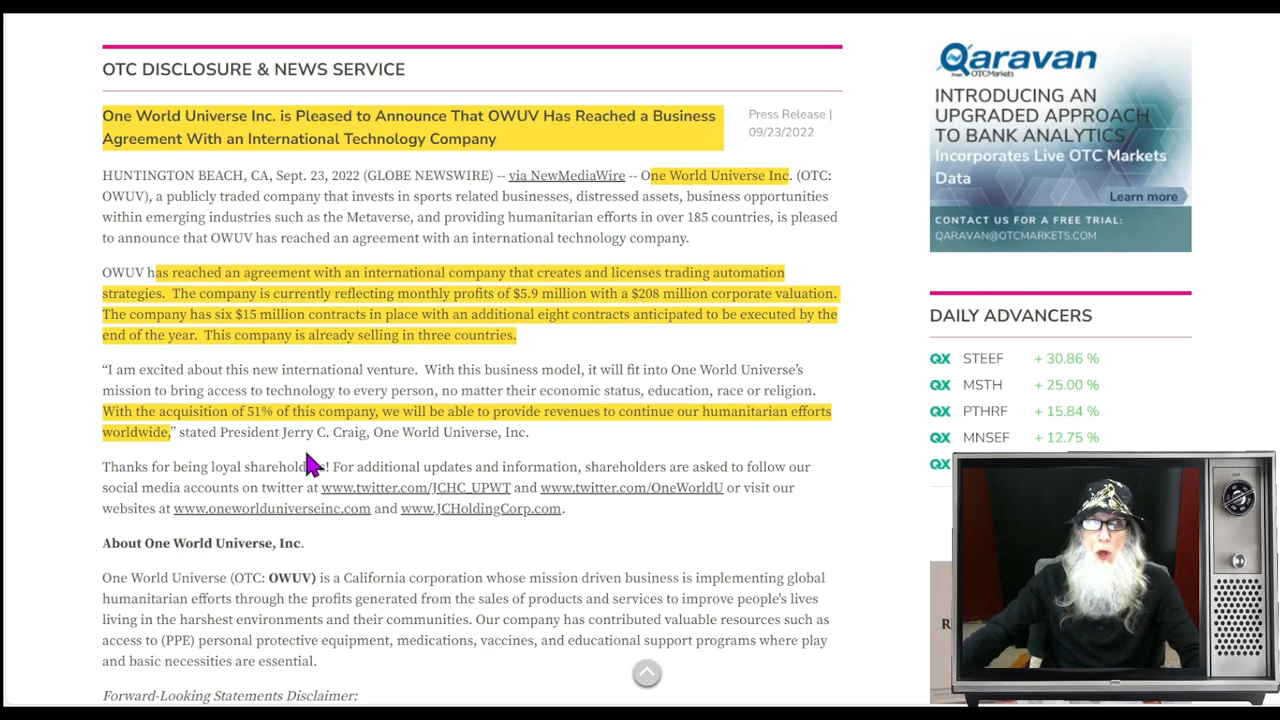 OTC DISCLOSURE & NEWS SERVICE
One World Universe Inc. is Pleased to Announce That OWUV Has Reached a Business
Agreement With an International Technology Company
Press Release |
09/23/2022
HUNTINGTON BEACH, CA, Sept. 23, 2022 (GLOBE NEWSWIRE) -- via NewMediaWire -- One World Universe Inc. (OTC:
OWUV), a publicly traded company that invests in sports related businesses, distressed assets, business opportunities
within emerging industries such as the Metaverse, and providing humanitarian efforts in over 185 countries, is pleased
to announce that OWUV has reached an agreement with an international technology company.
OWUV has reached an agreement with an international company that creates and licenses trading automation
strategies.  The company is currently reflecting monthly profits of $5.9 million with a $208 million corporate valuation.
The company has six $15 million contracts in place with an additional eight contracts anticipated to be executed by the
end of the year.  This company is already selling in three countries.
“I am excited about this new international venture.  With this business model, it will fit into One World Universe’s
mission to bring access to technology to every person, no matter their economic status, education, race or religion.
With the acquisition of 51% of this company, we will be able to provide revenues to continue our humanitarian efforts
worldwide,” stated President Jerry C. Craig, One World Universe, Inc.
Thanks for being loyal shareholders! For additional updates and information, shareholders are asked to follow our
social media accounts on twitter at www.twitter.com/JCHC_UPWT and www.twitter.com/OneWorldU or visit our
websites at www.oneworlduniverseinc.com and www.JCHoldingCorp.com.
About One World Universe, Inc.
One World Universe (OTC: OWUV) is a California corporation whose mission driven business is implementing global
humanitarian efforts through the profits generated from the sales of products and services to improve people's lives
living in the harshest environments and their communities. Our company has contributed valuable resources such as
access to (PPE) personal protective equipment, medications, vaccines, and educational support programs where play
and basic necessities are essential.
Forward-Looking Statements Disclaimer:
Qaravan
From OTCMarkets
INTRODUCING AN
UPGRADED APPROACH
TO BANK ANALYTICS
Incorporates Live OTC Markets
Data
Learn more
CONTACT US FOR A FREE TRIAL:
QARAVAN@OTCMARKETS.COM
DAILY ADVANCERS
QX STEEF + 30.86 %
QX MSTH + 25.00 %
QX PTHRF + 15.84 %
QX MNSEF + 12.75 %
QX
R